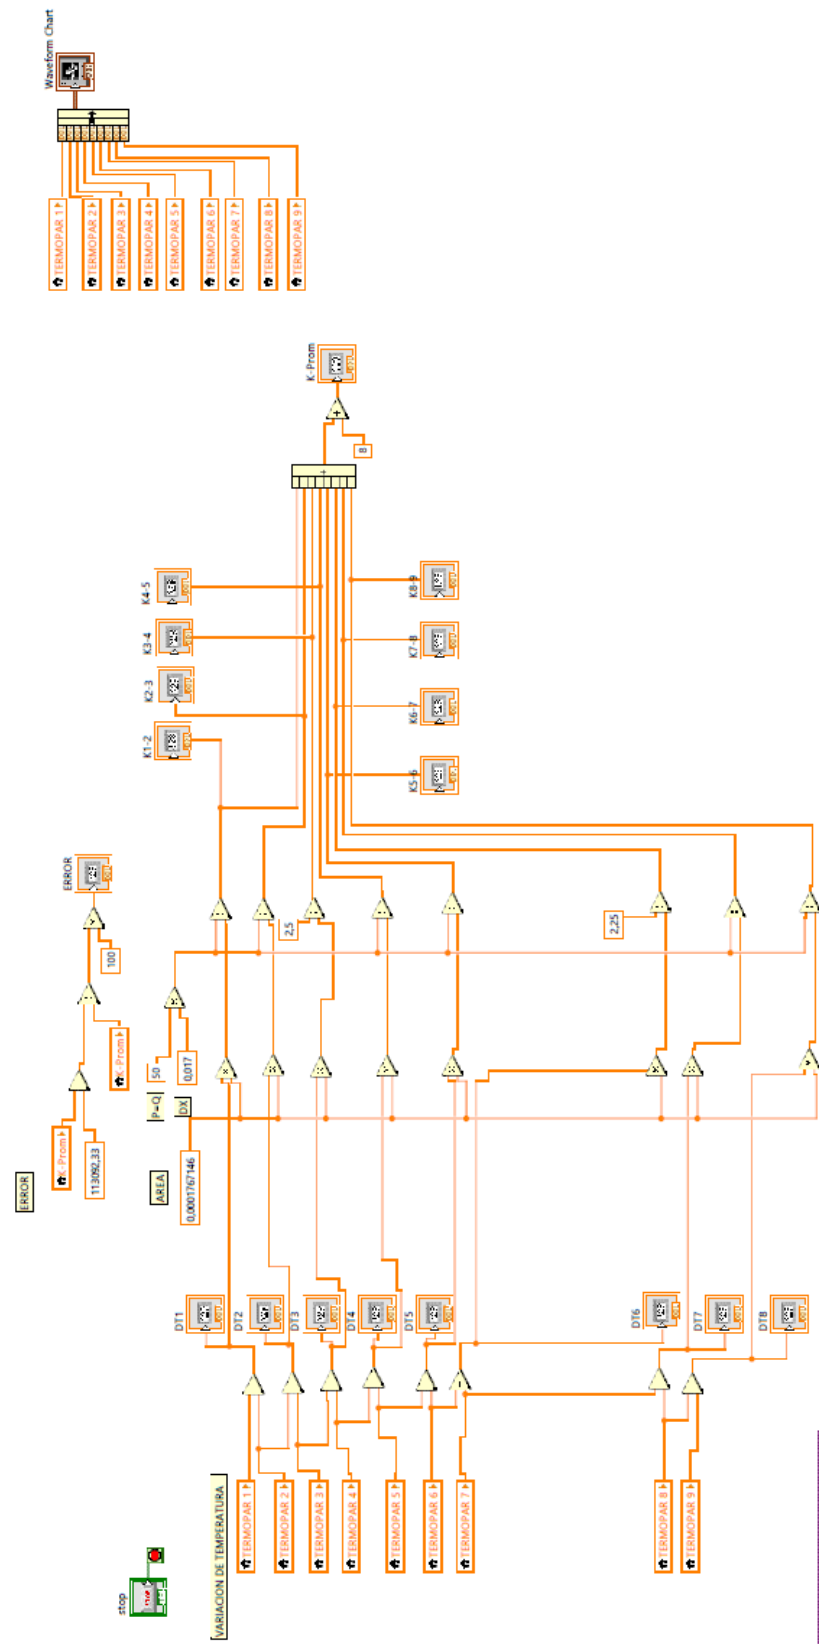 stop
VARIACION DE TEMPERATURA
TERMOPAR 1
TERMOPAR 2
TERMOPAR 3
TERMOPAR 4
TERMOPAR 5
TERMOPAR 6
TERMOPAR 7
TERMOPAR 8
TERMOPAR 9
DT1
DT2
DT3
DT4
DT5
DT6
DT7
DT8
ERROR
K-Prom
113092,33
K-Prom
100
ERROR
AREA
0,0001767146
P=Q
DX
50
0,017
2,5
2,25
K1-2
K2-3
K3-4
K4-5
K5-6
K6-7
K7-8
K8-9
8
K-Prom
TERMOPAR 1
TERMOPAR 2
TERMOPAR 3
TERMOPAR 4
TERMOPAR 5
TERMOPAR 6
TERMOPAR 7
TERMOPAR 8
TERMOPAR 9
Waveform Chart